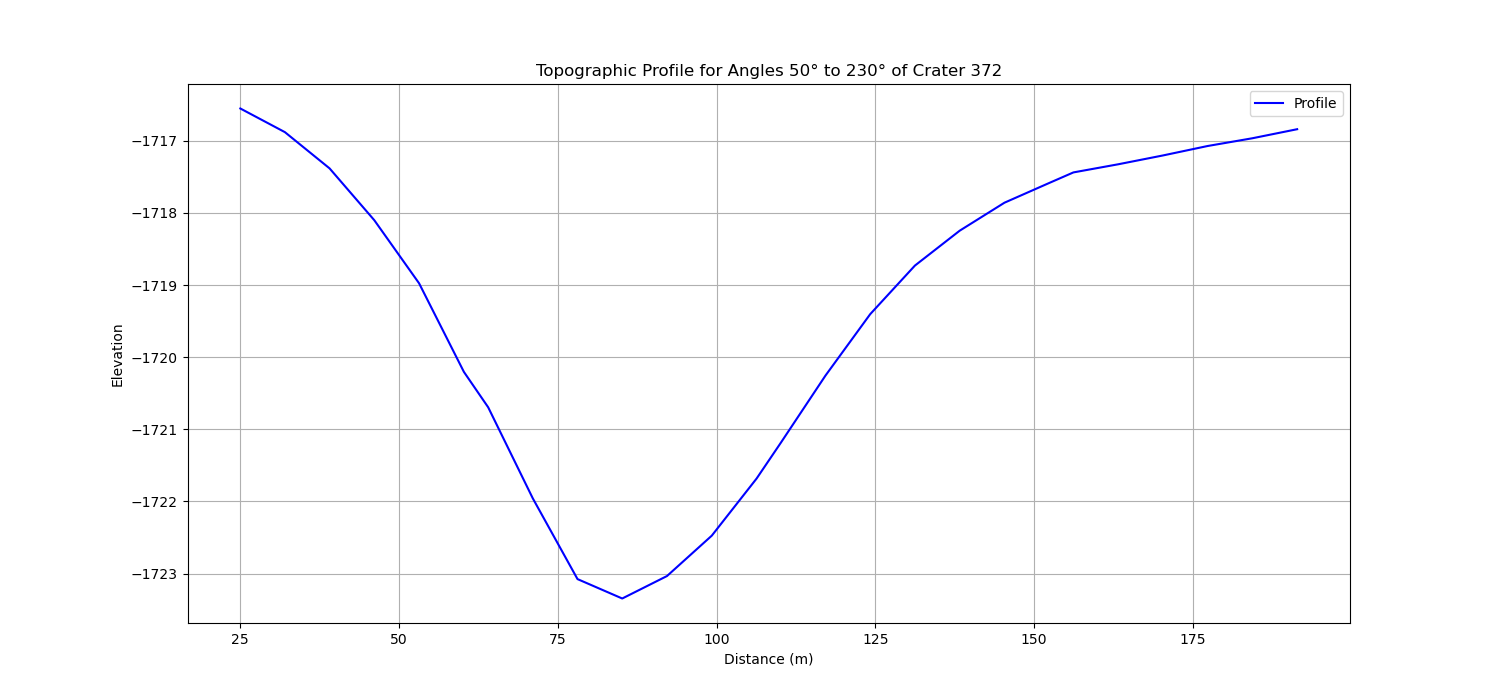 Topographic Profile for Angles 50° to 230° of Crater 372
Profile
−1717
−1718
−1719
−1720
−1721
−1722
−1723
Elevation
25 50 75 100 125 150 175
Distance (m)